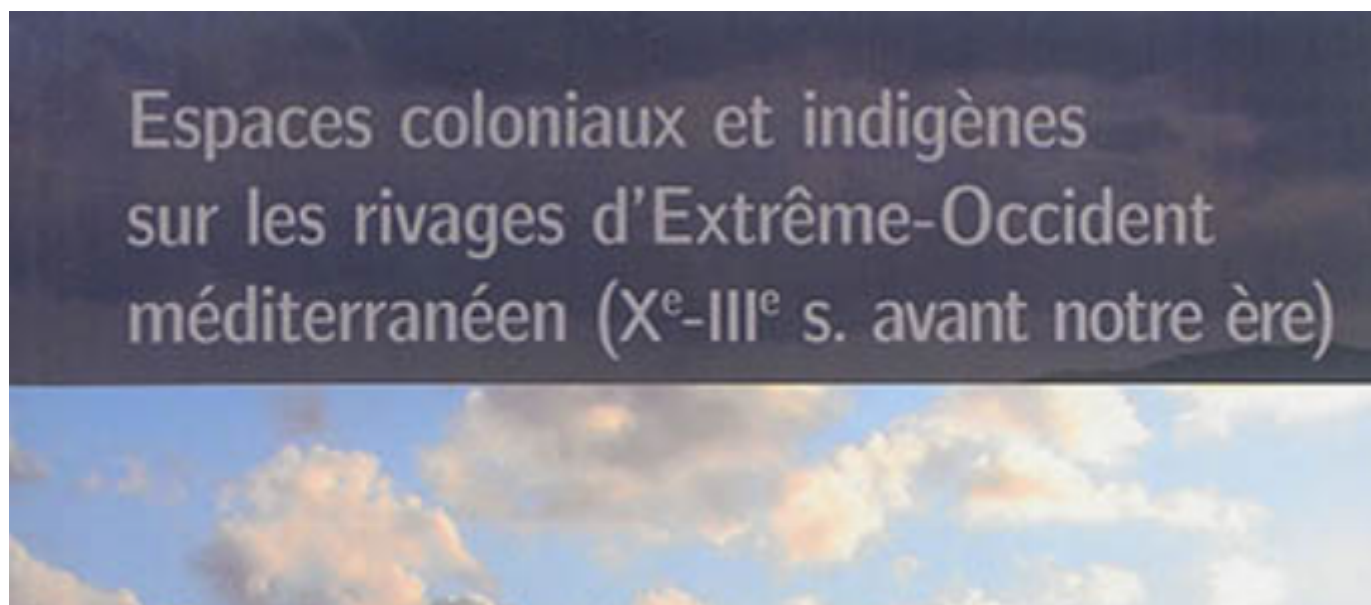 Espaces coloniaux et indigènes
sur les rivages d'Extrême-Occident
méditerranéen (Xᵉ-IIIᵉ s. avant notre ère)